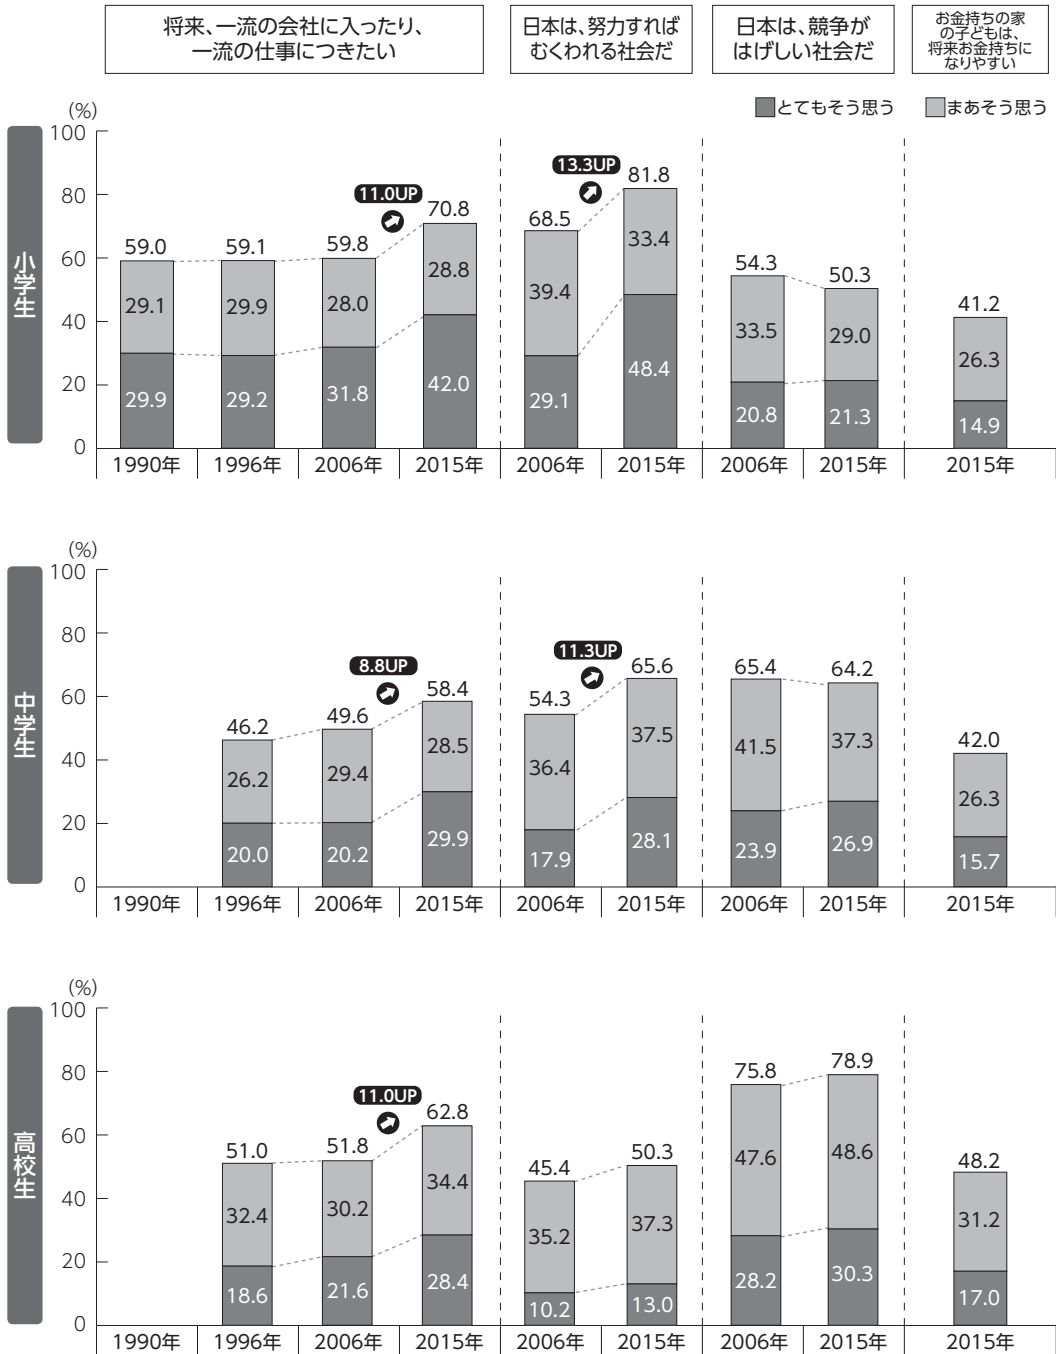 将来、一流の会社に入ったり、
一流の仕事につきたい
日本は、努力すれば
むくわれる社会だ
日本は、競争が
はげしい社会だ
お金持ちの家
の子どもは、
将来お金持ちに
なりやすい
とてもそう思う まあそう思う
小学生
(%)
100
80
60
40
20
0
11.0UP
13.3UP
59.0 59.1 59.8 70.8 68.5 81.8 54.3 50.3 41.2
29.1 29.9 28.0 28.8 39.4 33.4 33.5 29.0 26.3
29.9 29.2 31.8 42.0 29.1 48.4 20.8 21.3 14.9
1990年 1996年 2006年 2015年 2006年 2015年 2006年 2015年 2015年
中学生
(%)
100
80
60
40
20
0
8.8UP
11.3UP
46.2 49.6 58.4 54.3 65.6 65.4 64.2 42.0
26.2 29.4 28.5 36.4 37.5 41.5 37.3 26.3
20.0 20.2 29.9 17.9 28.1 23.9 26.9 15.7
1990年 1996年 2006年 2015年 2006年 2015年 2006年 2015年 2015年
高校生
(%)
100
80
60
40
20
0
11.0UP
51.0 51.8 62.8 45.4 50.3 75.8 78.9 48.2
32.4 30.2 34.4 35.2 37.3 47.6 48.6 31.2
18.6 21.6 28.4 10.2 13.0 28.2 30.3 17.0
1990年 1996年 2006年 2015年 2006年 2015年 2006年 2015年 2015年